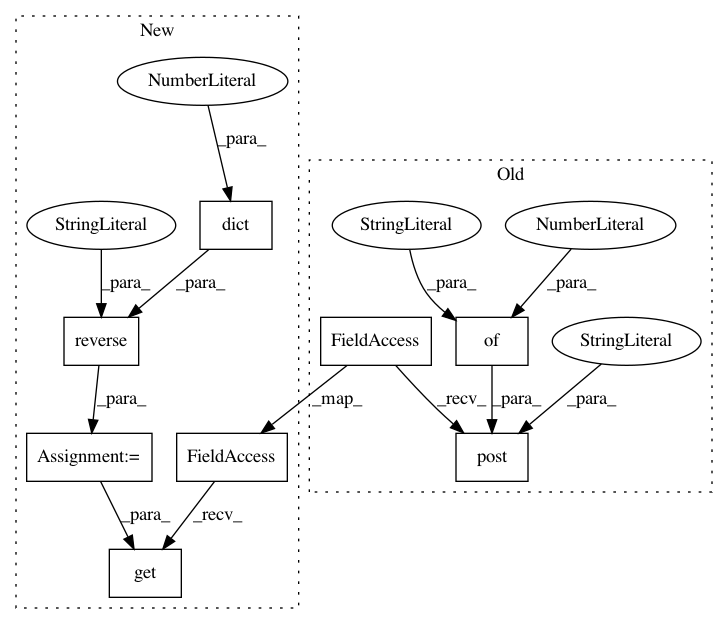 New
NumberLiteral
_para_
Old
StringLiteral
dict
StringLiteral
NumberLiteral
_para_
_para_
_para_
_para_
reverse
FieldAccess
of
StringLiteral
_para_
_map_
_recv_
_para_
_para_
Assignment:=
FieldAccess
post
_para_
_recv_
get